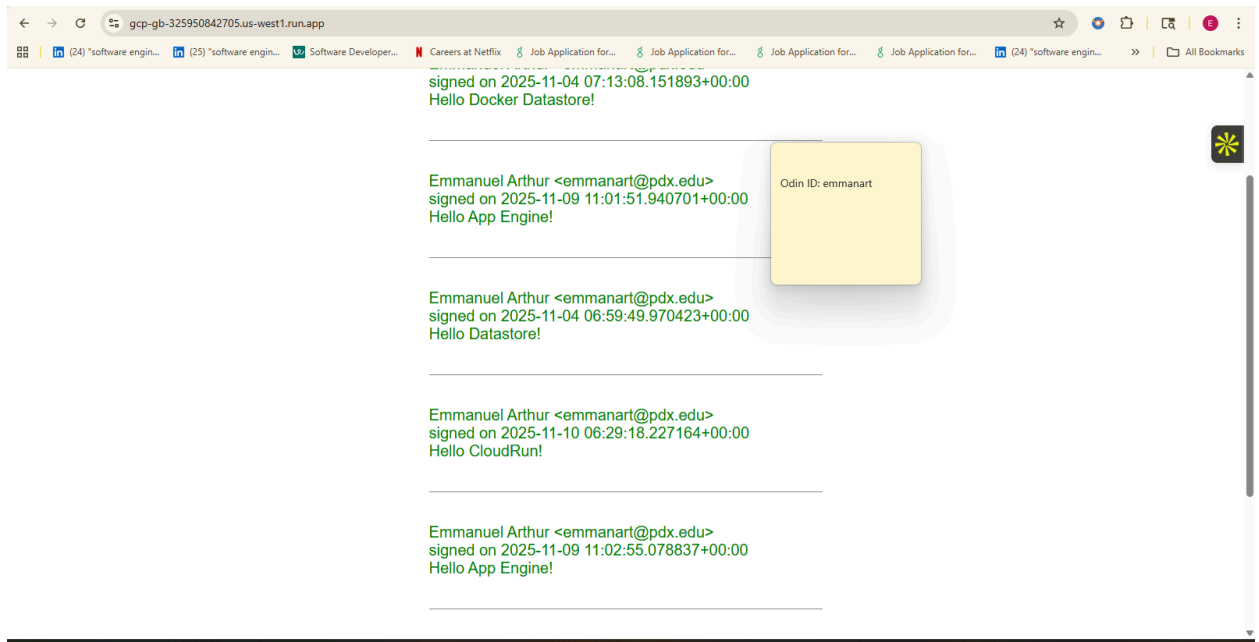 gcp-gb-325950842705.us-west1.run.app
E
(24) "software engin...
(25) "software engin...
Software Developer...
N Careers at Netflix
Job Application for...
Job Application for...
Job Application for...
Job Application for...
(24) "software engin...
»
All Bookmarks
signed on 2025-11-04 07:13:08.151893+00:00
Hello Docker Datastore!
Emmanuel Arthur <emmanart@pdx.edu>
signed on 2025-11-09 11:01:51.940701+00:00
Hello App Engine!
Odin ID: emmanart
Emmanuel Arthur <emmanart@pdx.edu>
signed on 2025-11-04 06:59:49.970423+00:00
Hello Datastore!
Emmanuel Arthur <emmanart@pdx.edu>
signed on 2025-11-10 06:29:18.227164+00:00
Hello CloudRun!
Emmanuel Arthur <emmanart@pdx.edu>
signed on 2025-11-09 11:02:55.078837+00:00
Hello App Engine!